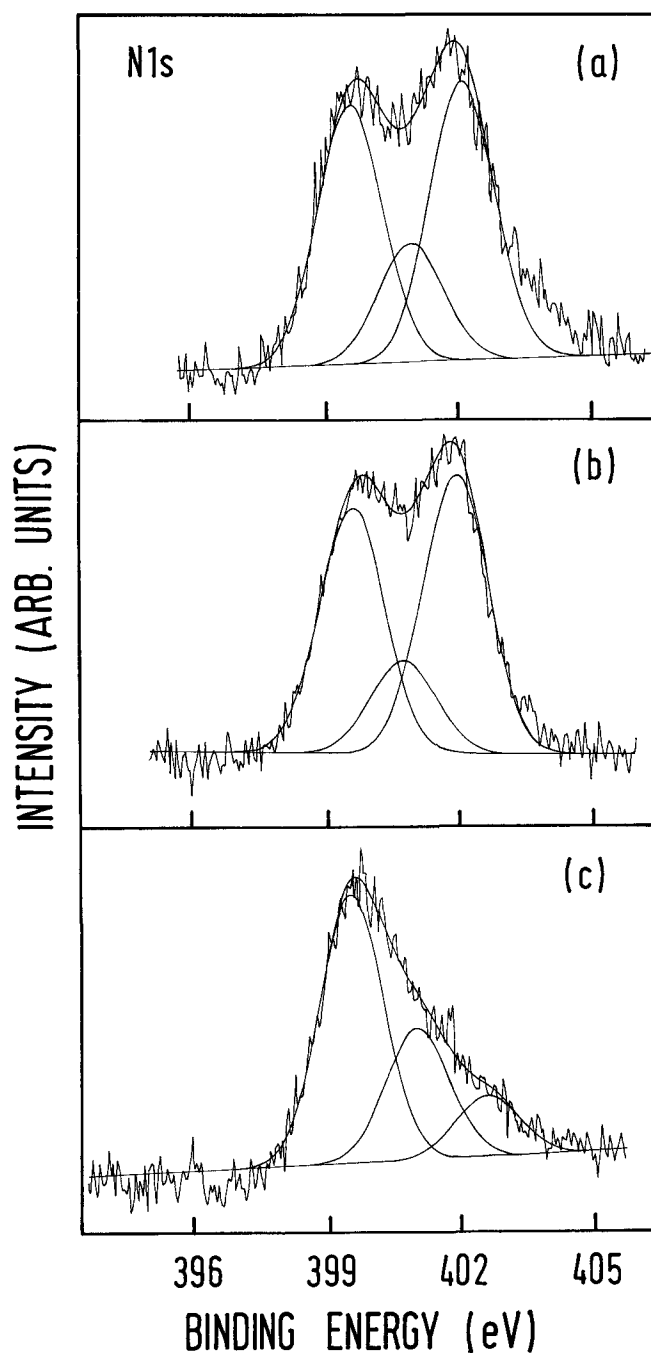 N1s
(a)
(b)
(c)
INTENSITY (ARB. UNITS)
396 399 402 405
BINDING ENERGY (eV)